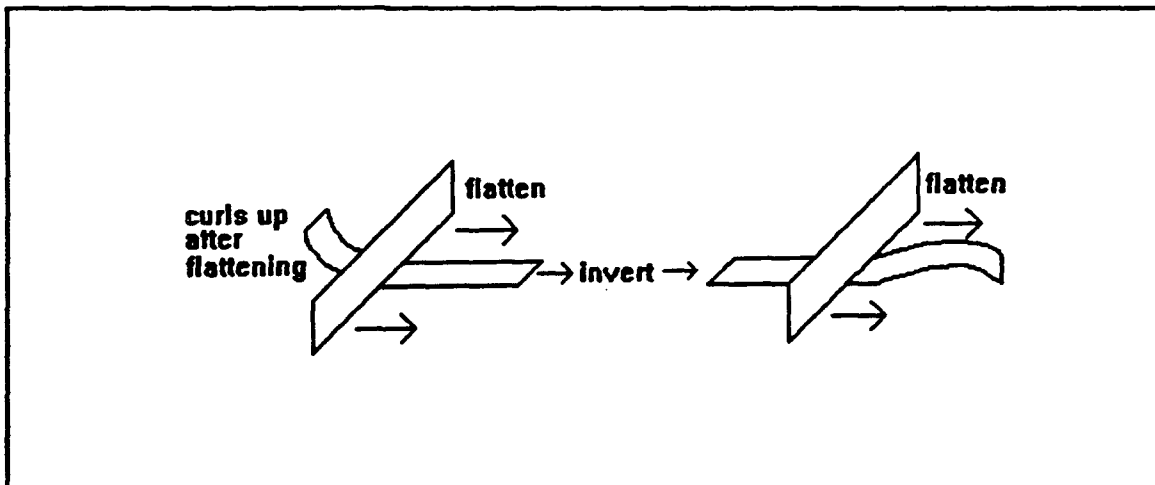 flatten
curls up
after
flattening
invert
flatten